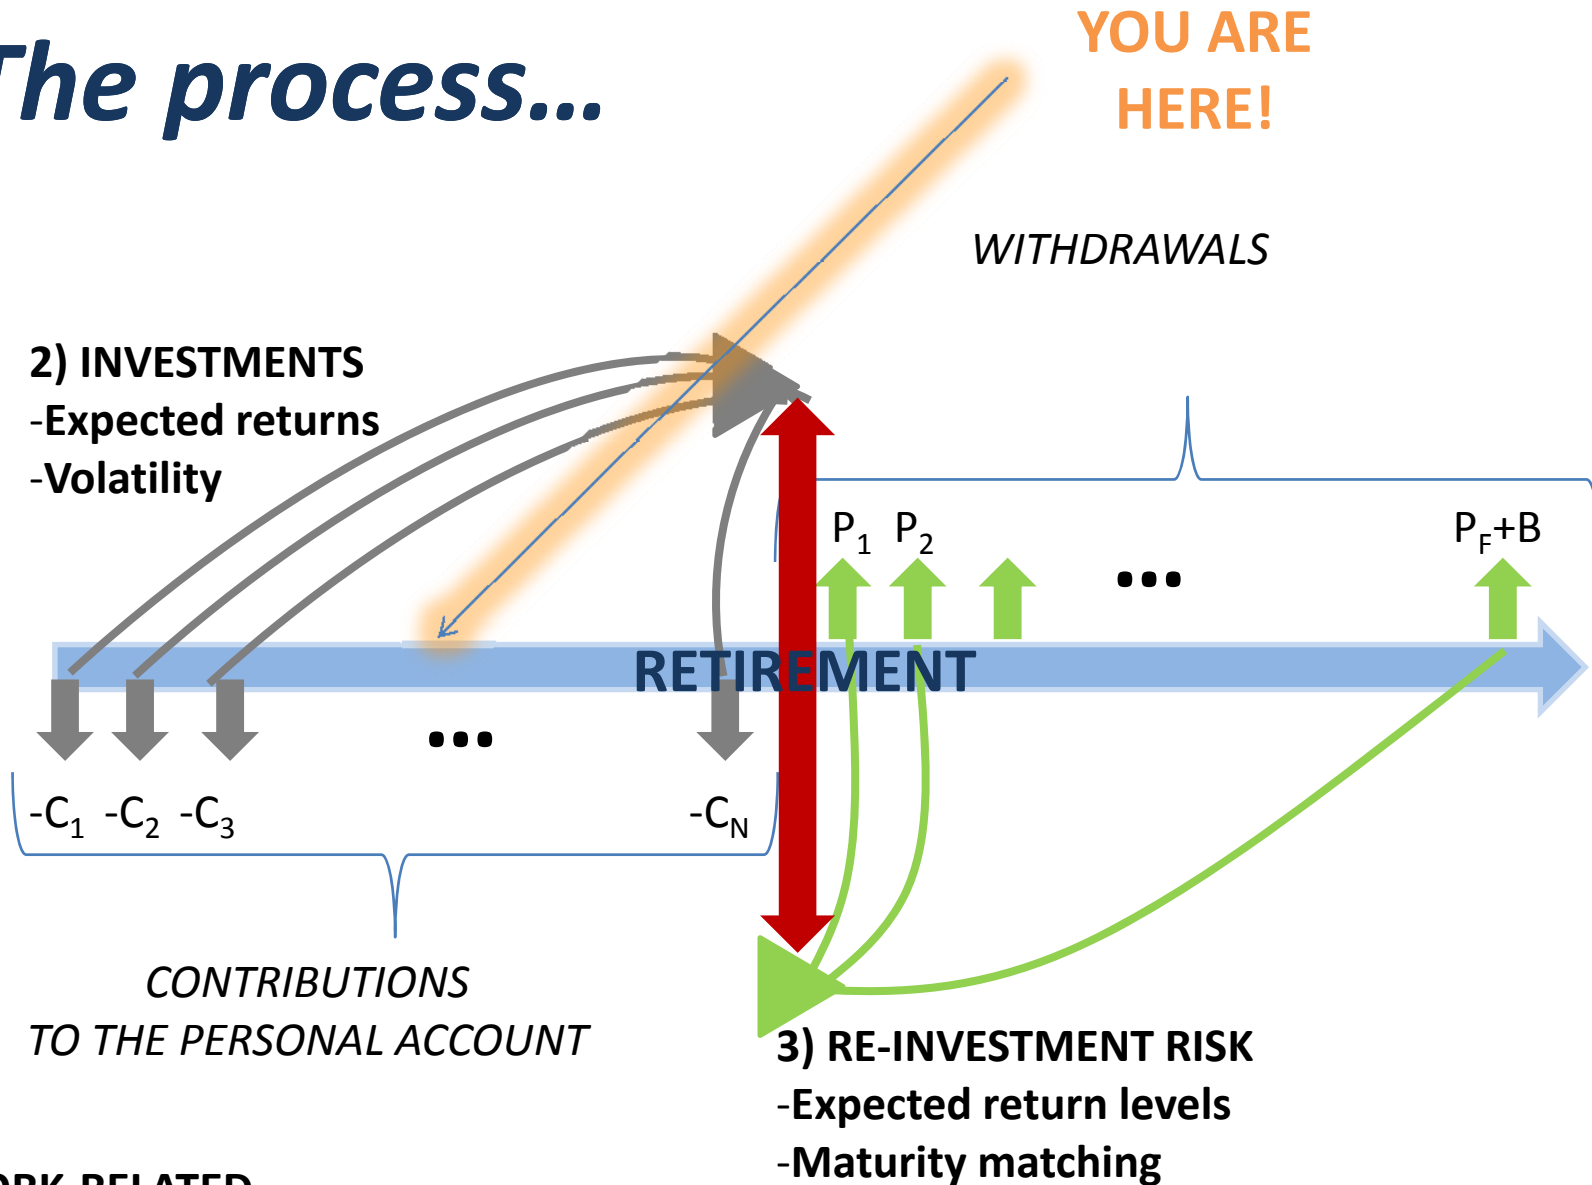 The process...
YOU ARE
HERE!
WITHDRAWALS
2) INVESTMENTS
-Expected returns
-Volatility
P1 P2 ... PF+B
RETIREMENT
...
-C1 -C2 -C3 -CN
CONTRIBUTIONS
TO THE PERSONAL ACCOUNT
3) RE-INVESTMENT RISK
-Expected return levels
-Maturity matching
RELATED